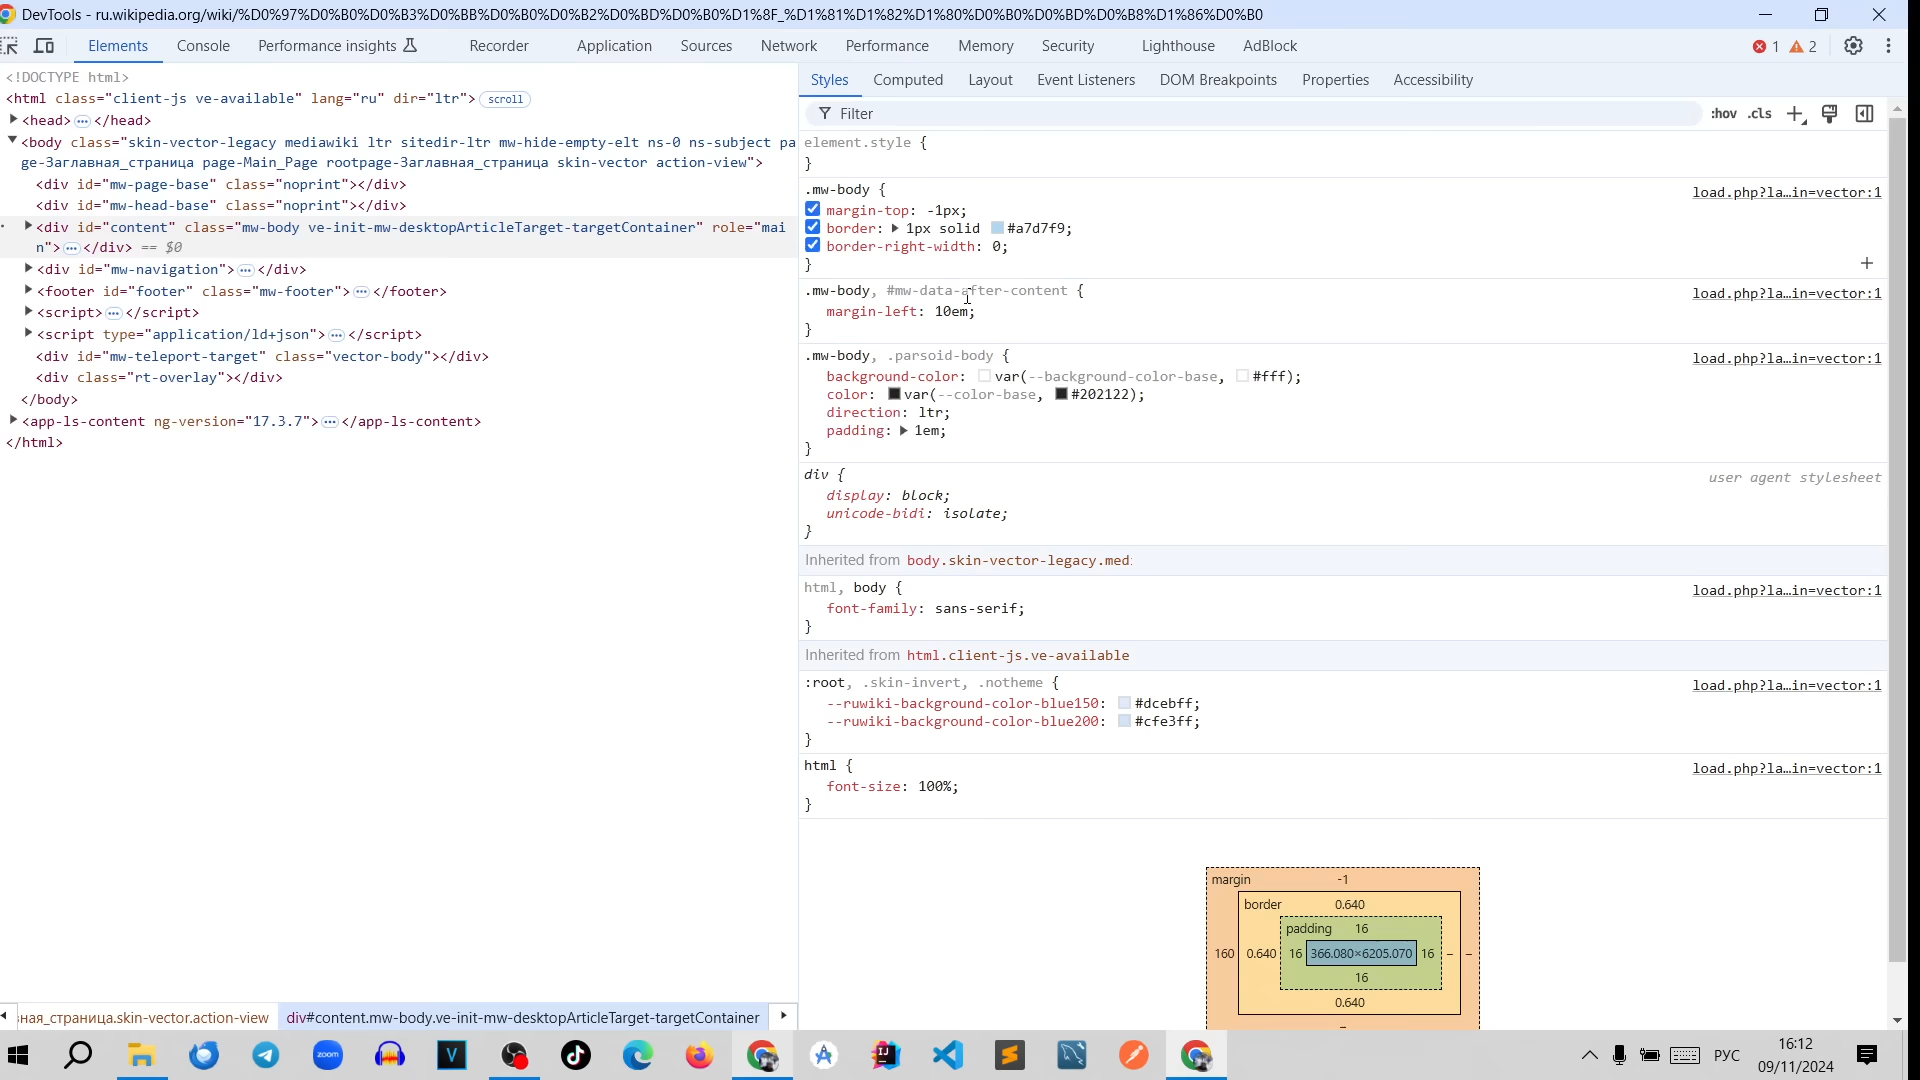 DevTools - ru.wikipedia.org/wiki/%D0%97%D0%B0%D0%B3%D0%BB%D0%B0%D0%B2%D0%BD%D0%B0%D1%8F_%D1%81%D1%82%D1%80%D0%B0%D0%BD%D0%B8%D1%86%D0%B0
Elements Console Performance insights Recorder Application Sources Network Performance Memory Security Lighthouse AdBlock 1 2
<!DOCTYPE html>
<html class="client-js ve-available" lang="ru" dir="ltr"> scroll
<head> … </head>
<body class="skin-vector-legacy mediawiki ltr sitedir-ltr mw-hide-empty-elt ns-0 ns-subject pa
ge-Заглавная_страница page-Main_Page rootpage-Заглавная_страница skin-vector action-view">
<div id="mw-page-base" class="noprint"></div>
<div id="mw-head-base" class="noprint"></div>
<div id="content" class="mw-body ve-init-mw-desktopArticleTarget-targetContainer" role="mai
n"> … </div> == $0
<div id="mw-navigation"> … </div>
<footer id="footer" class="mw-footer"> … </footer>
<script> … </script>
<script type="application/ld+json"> … </script>
<div id="mw-teleport-target" class="vector-body"></div>
<div class="rt-overlay"></div>
</body>
<app-ls-content ng-version="17.3.7"> … </app-ls-content>
</html>
ная_страница.skin-vector.action-view div#content.mw-body.ve-init-mw-desktopArticleTarget-targetContainer
Styles Computed Layout Event Listeners DOM Breakpoints Properties Accessibility
Filter :hov .cls
element.style {
}
.mw-body { load.php?la…in=vector:1
margin-top: -1px;
border: 1px solid #a7d7f9;
border-right-width: 0;
}
.mw-body, #mw-data-after-content { load.php?la…in=vector:1
margin-left: 10em;
}
.mw-body, .parsoid-body { load.php?la…in=vector:1
background-color: var(--background-color-base, #fff);
color: var(--color-base, #202122);
direction: ltr;
padding: 1em;
}
div { user agent stylesheet
display: block;
unicode-bidi: isolate;
}
Inherited from body.skin-vector-legacy.med
html, body { load.php?la…in=vector:1
font-family: sans-serif;
}
Inherited from html.client-js.ve-available
:root, .skin-invert, .notheme { load.php?la…in=vector:1
--ruwiki-background-color-blue150: #dcebff;
--ruwiki-background-color-blue200: #cfe3ff;
}
html { load.php?la…in=vector:1
font-size: 100%;
}
margin -1
border 0.640
padding 16
160 0.640 16 366.080×6205.070 16 – –
16
0.640
–
zoom V IJ РУС 16:12
09/11/2024